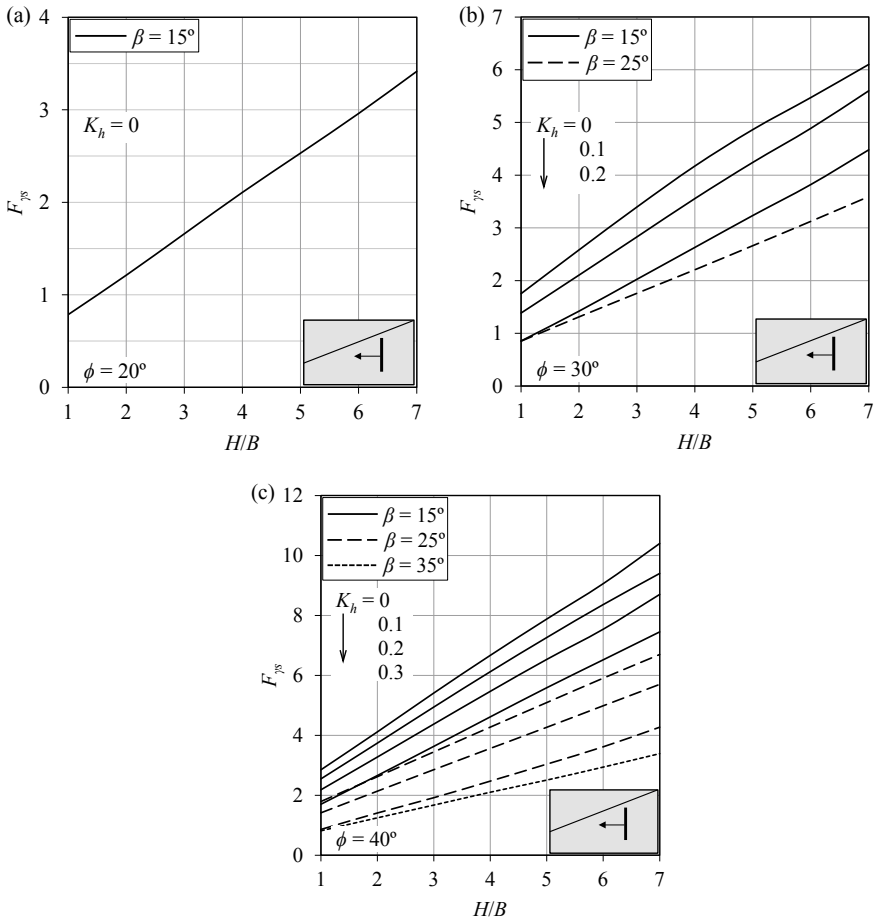 (a)
β = 15º
K_h = 0
ϕ = 20º
F_γs
0
1
2
3
4
1 2 3 4 5 6 7
H/B
(b)
β = 15º
β = 25º
K_h = 0
0.1
0.2
ϕ = 30º
F_γs
0
1
2
3
4
5
6
7
1 2 3 4 5 6 7
H/B
(c)
β = 15º
β = 25º
β = 35º
K_h = 0
0.1
0.2
0.3
ϕ = 40º
F_γs
0
2
4
6
8
10
12
1 2 3 4 5 6 7
H/B